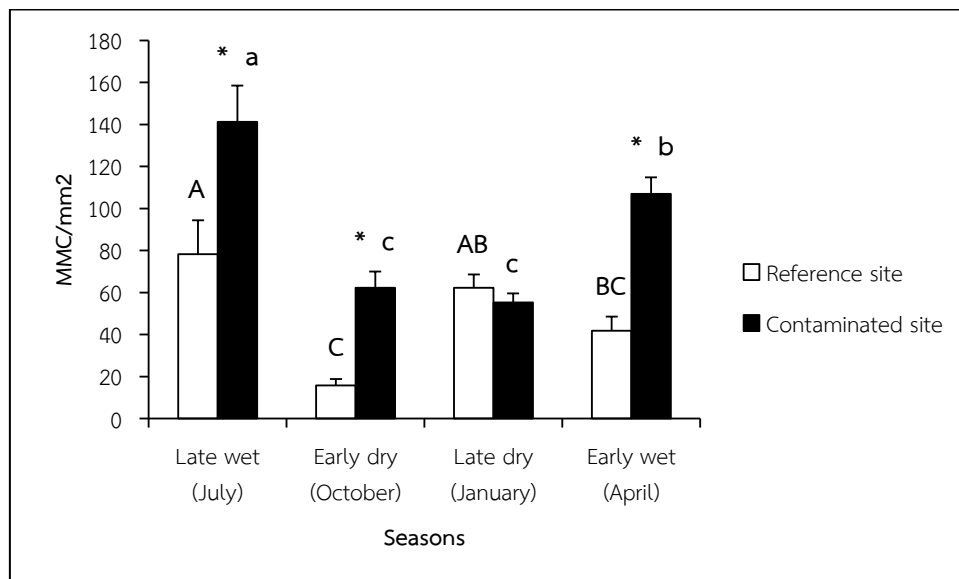 180
160
140
120
100
80
60
40
20
0
MMC/mm2
* a
A
* c
C
AB
c
* b
BC
Reference site
Contaminated site
Late wet
(July)
Early dry
(October)
Late dry
(January)
Early wet
(April)
Seasons